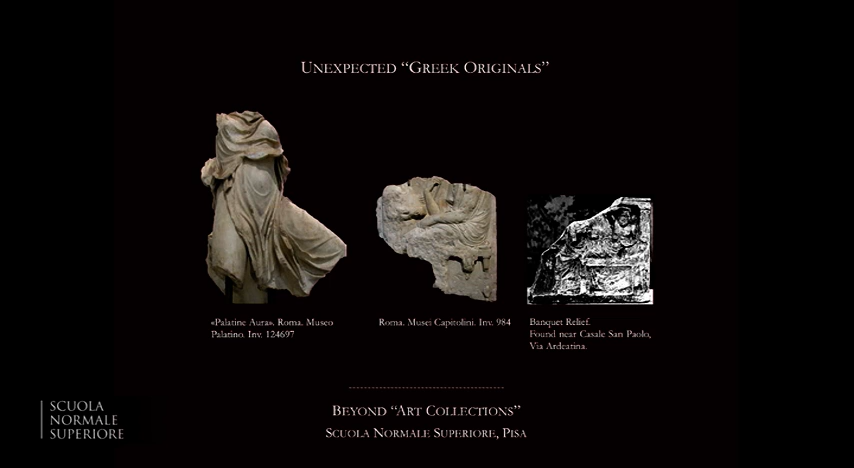 UNEXPECTED “GREEK ORIGINALS”
«Palatine Aura». Roma. Museo
Palatino. Inv. 124697
Roma. Musei Capitolini. Inv. 984
Banquet Relief.
Found near Casale San Paolo,
Via Ardeatina.
BEYOND “ART COLLECTIONS”
SCUOLA NORMALE SUPERIORE, PISA
SCUOLA
NORMALE
SUPERIORE